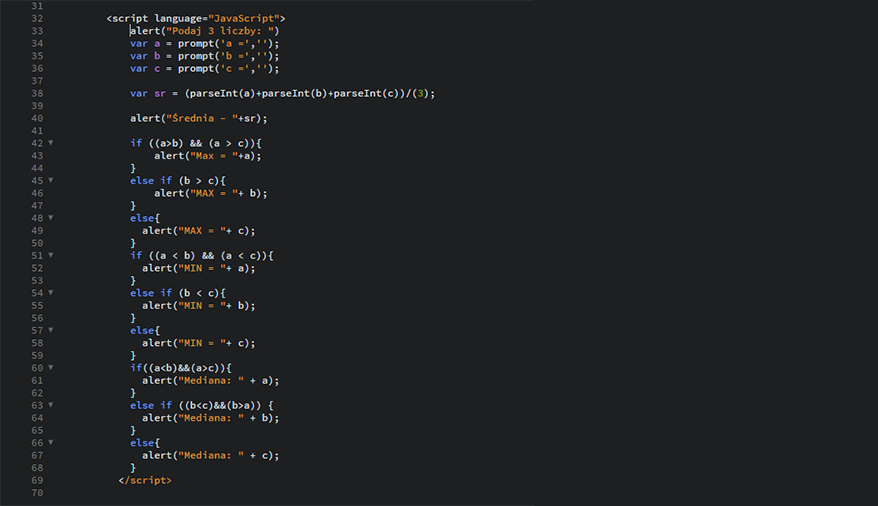 31
32 <script language="JavaScript">
33 alert("Podaj 3 liczby: ")
34 var a = prompt('a =','');
35 var b = prompt('b =','');
36 var c = prompt('c =','');
37
38 var sr = (parseInt(a)+parseInt(b)+parseInt(c))/(3);
39
40 alert("Średnia - "+sr);
41
42 if ((a>b) && (a > c)){
43 alert("Max = "+a);
44 }
45 else if (b > c){
46 alert("MAX = "+ b);
47 }
48 else{
49 alert("MAX = "+ c);
50 }
51 if ((a < b) && (a < c)){
52 alert("MIN = "+ a);
53 }
54 else if (b < c){
55 alert("MIN = "+ b);
56 }
57 else{
58 alert("MIN = "+ c);
59 }
60 if((a<b)&&(a>c)){
61 alert("Mediana: " + a);
62 }
63 else if ((b<c)&&(b>a)) {
64 alert("Mediana: " + b);
65 }
66 else{
67 alert("Mediana: " + c);
68 }
69 </script>
70